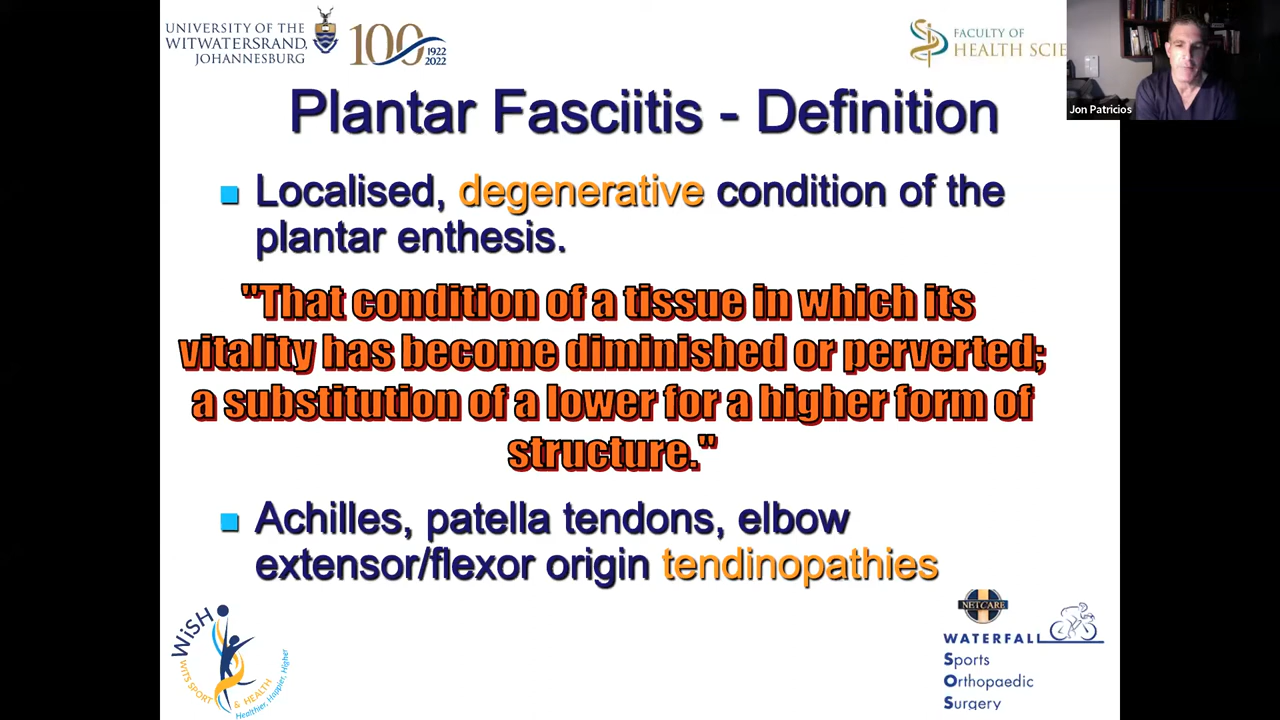 UNIVERSITY OF THE
WITWATERSRAND,
JOHANNESBURG
100 1922
2022
FACULTY OF
HEALTH SCIE
Jon Patricios
Plantar Fasciitis - Definition
Localised, degenerative condition of the
plantar enthesis.
"That condition of a tissue in which its
vitality has become diminished or perverted;
a substitution of a lower for a higher form of
structure."
Achilles, patella tendons, elbow
extensor/flexor origin tendinopathies
WiSH
WITS SPORT & HEALTH
Healthier, Happier, Higher
NETCARE
WATERFALL
Sports
Orthopaedic
Surgery